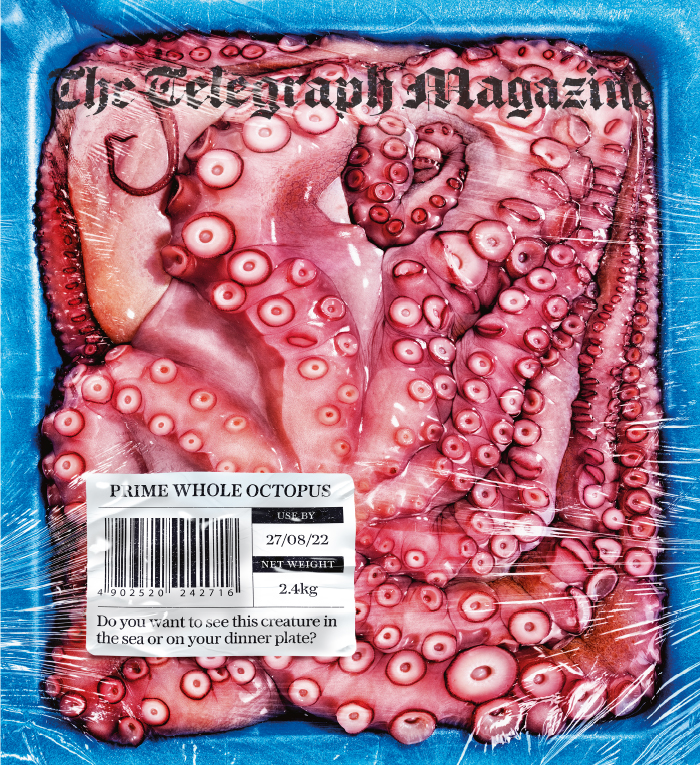 The Telegraph Magazine
PRIME WHOLE OCTOPUS
USE BY
27/08/22
NET WEIGHT
2.4kg
4 902520 242716
Do you want to see this creature in
the sea or on your dinner plate?